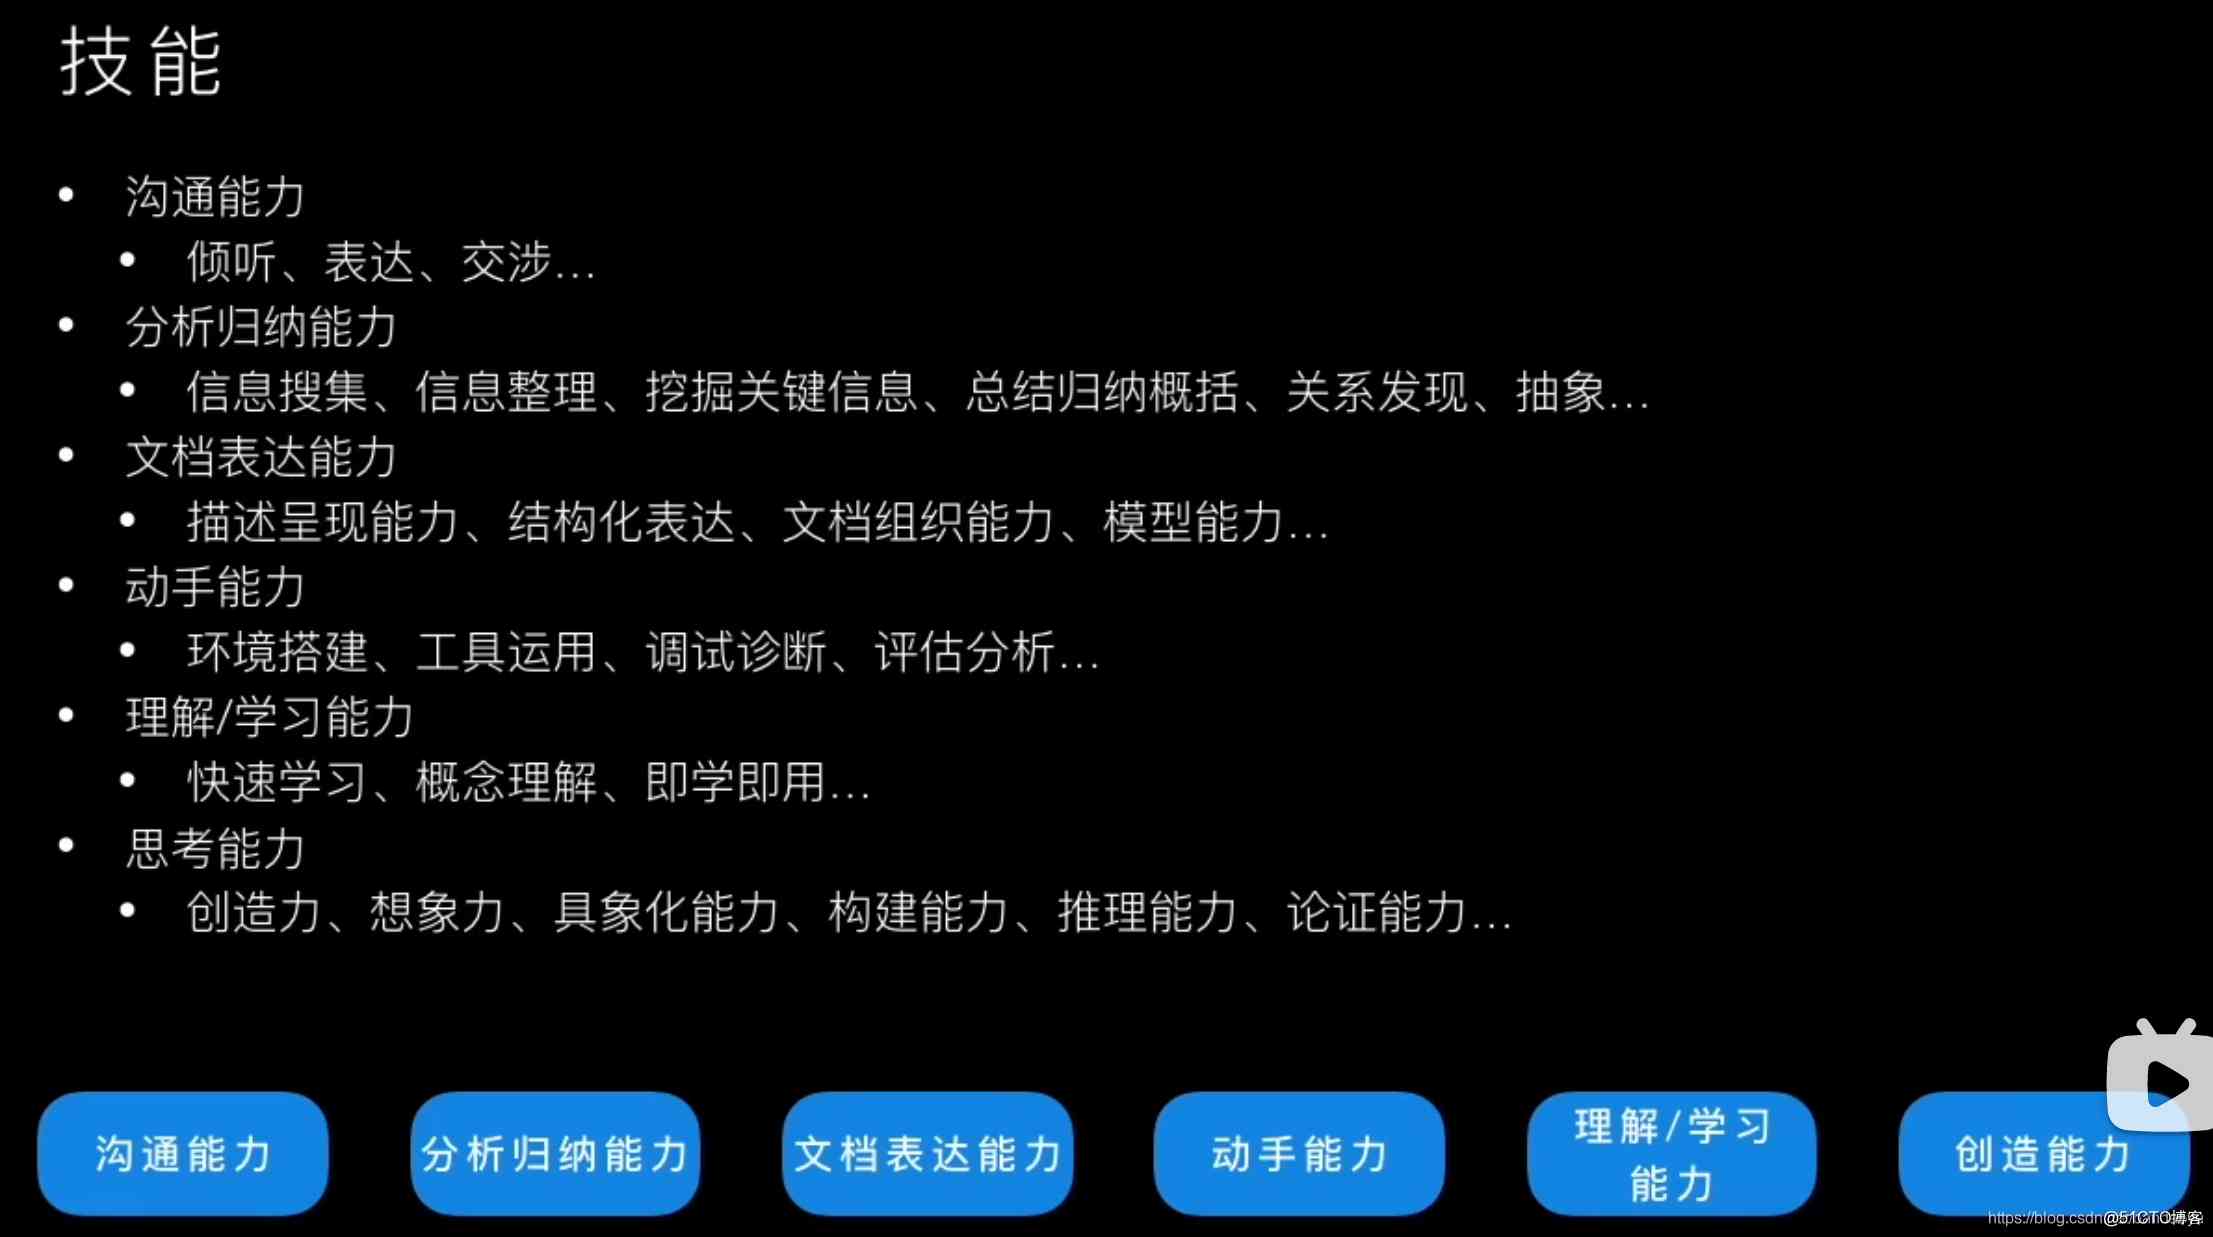 技能
• 沟通能力
• 倾听、表达、交涉...
• 分析归纳能力
• 信息搜集、信息整理、挖掘关键信息、总结归纳概括、关系发现、抽象...
• 文档表达能力
• 描述呈现能力、结构化表达、文档组织能力、模型能力...
• 动手能力
• 环境搭建、工具运用、调试诊断、评估分析...
• 理解/学习能力
• 快速学习、概念理解、即学即用...
• 思考能力
• 创造力、想象力、具象化能力、构建能力、推理能力、论证能力...
沟通能力
分析归纳能力
文档表达能力
动手能力
理解/学习
能力
创造能力
https://blog.csdn
@51CTO博客